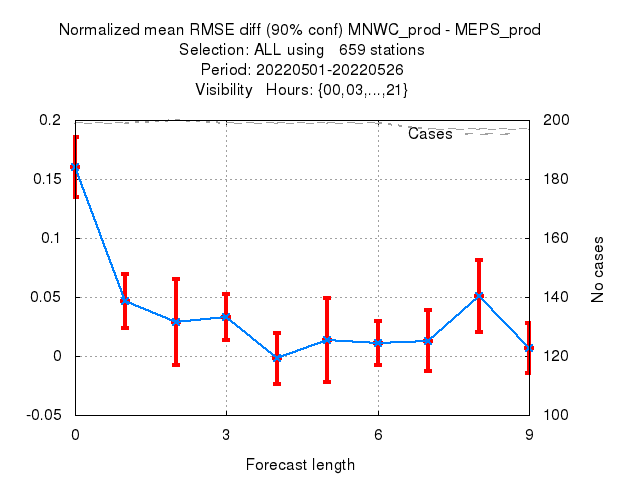 Normalized mean RMSE diff (90% conf) MNWC_prod - MEPS_prod
Selection: ALL using   659 stations
Period: 20220501-20220526
Visibility   Hours: {00,03,...,21}
0.2
0.15
0.1
0.05
0
-0.05
Cases
200
180
160
140
120
100
No cases
0 3 6 9
Forecast length